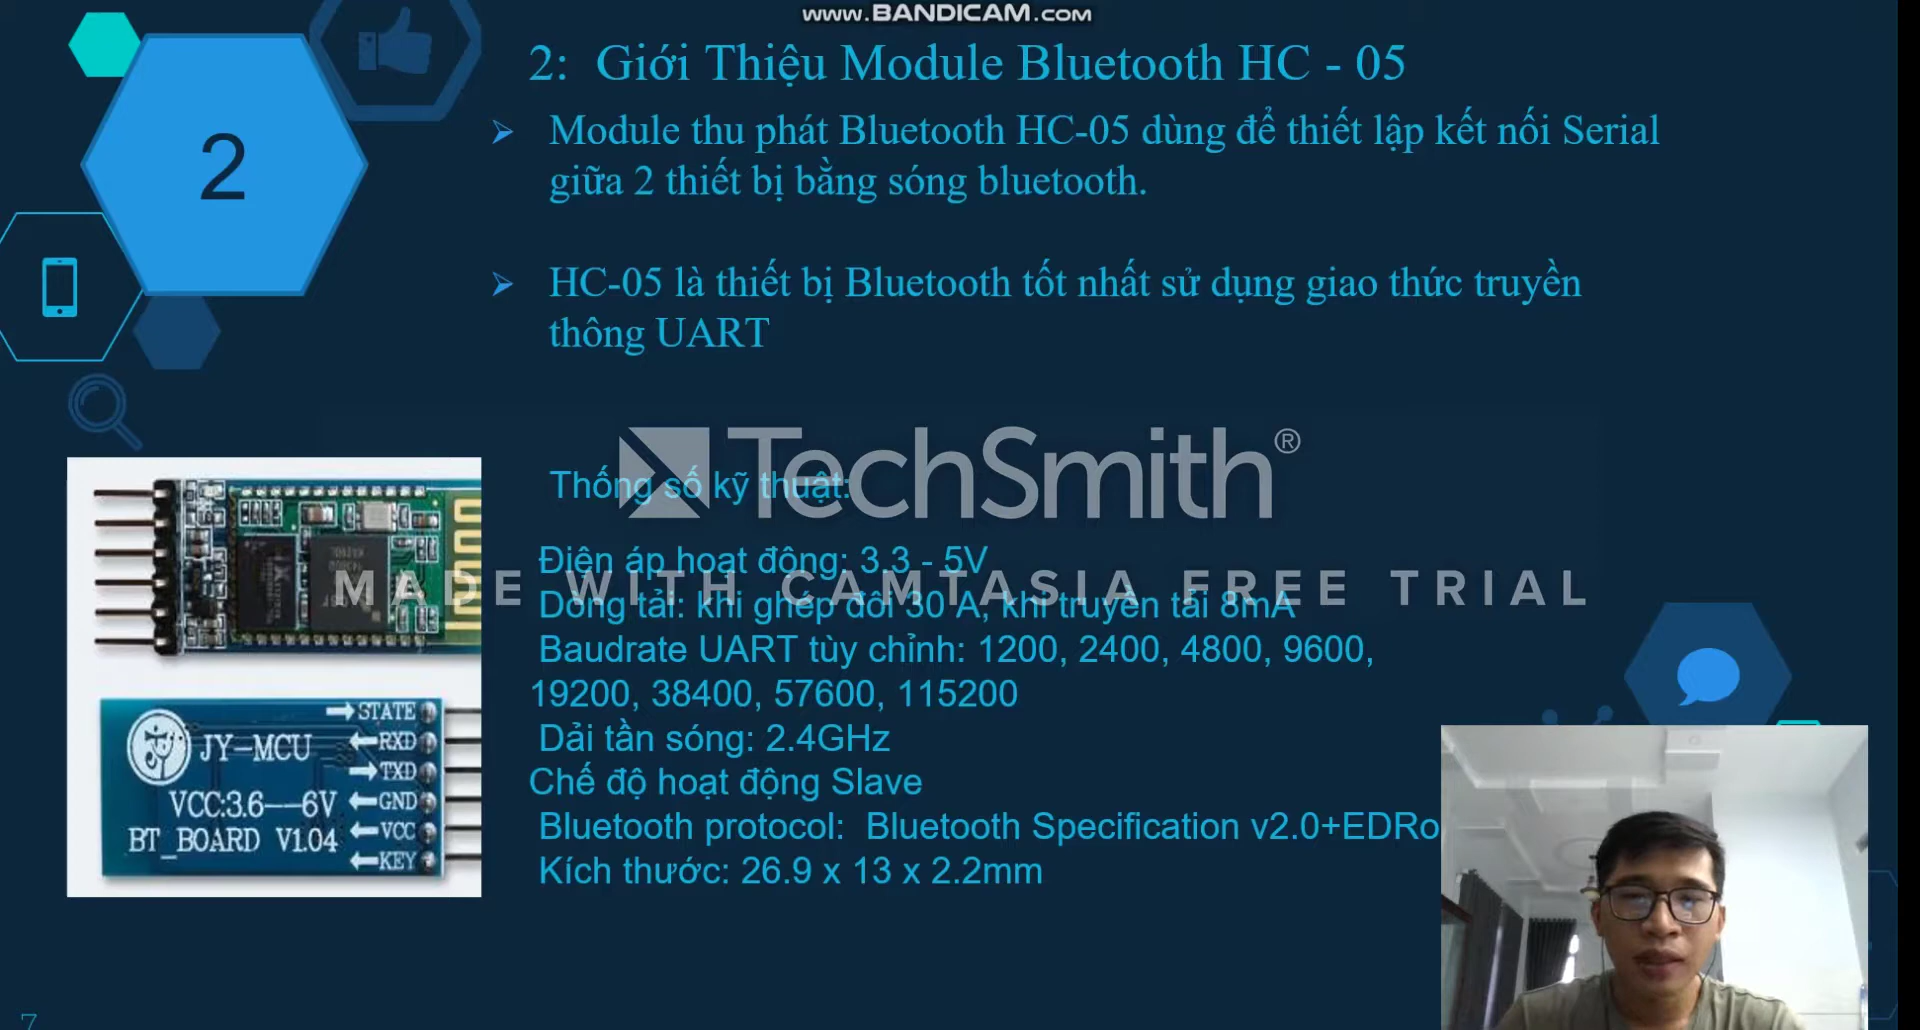 www.BANDICAM.com
2: Giới Thiệu Module Bluetooth HC - 05
2
Module thu phát Bluetooth HC-05 dùng để thiết lập kết nối Serial
giữa 2 thiết bị bằng sóng bluetooth.
HC-05 là thiết bị Bluetooth tốt nhất sử dụng giao thức truyền
thông UART
TechSmith®
Thống số kỹ thuật:
MADE WITH CAMTASIA FREE TRIAL
Điện áp hoạt động: 3.3 - 5V
Dòng tải: khi ghép đôi 30 A, khi truyền tải 8mA
Baudrate UART tùy chỉnh: 1200, 2400, 4800, 9600,
19200, 38400, 57600, 115200
Dải tần sóng: 2.4GHz
Chế độ hoạt động Slave
Bluetooth protocol: Bluetooth Specification v2.0+EDRo
Kích thước: 26.9 x 13 x 2.2mm
STATE
JY-MCU
RXD
TXD
VCC:3.6--6V
GND
BT_BOARD V1.04
VCC
KEY
7